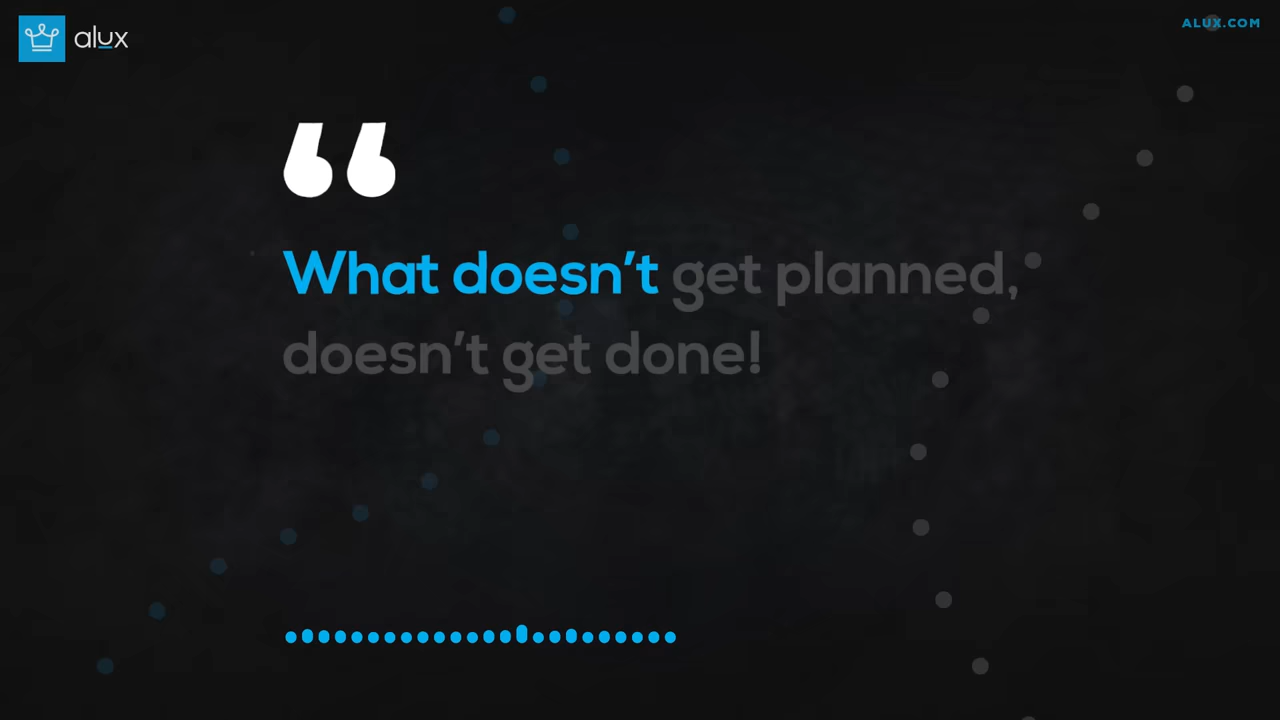 alux
ALUX.COM
“
What doesn’t get planned,
doesn’t get done!